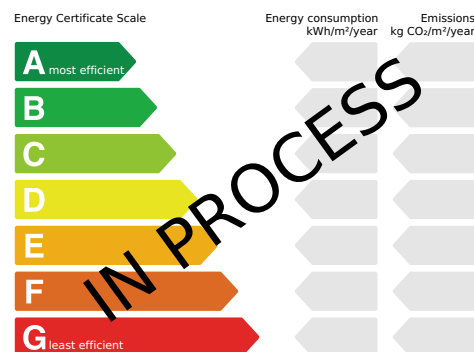 Energy Certificate Scale
Energy consumption
kWh/m²/year
Emissions
kg CO₂/m²/year
A most efficient
B
C
D
E
F
G least efficient
IN PROCESS